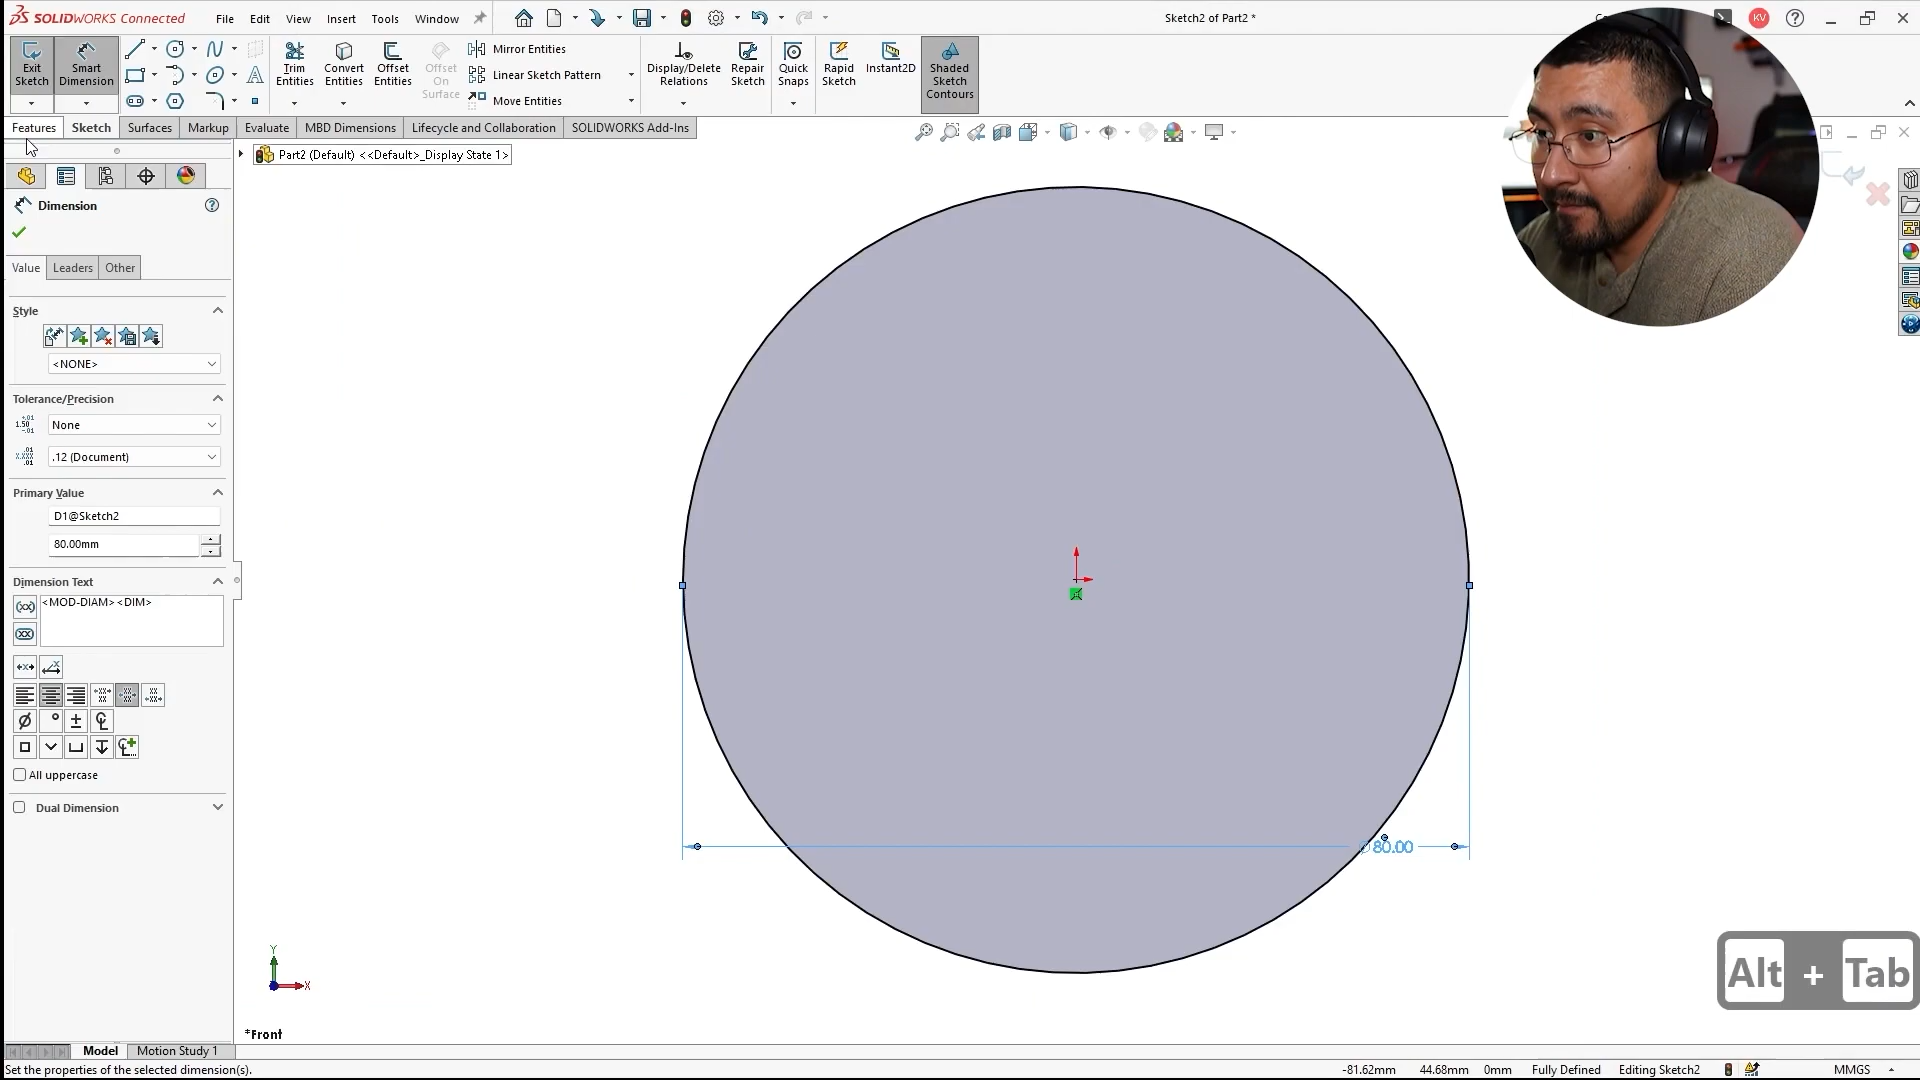 SOLIDWORKS Connected
File Edit View Insert Tools Window
Sketch2 of Part2 *
KV
Exit Sketch
Smart Dimension
Trim Entities
Convert Entities
Offset Entities
Offset On Surface
Mirror Entities
Linear Sketch Pattern
Move Entities
Display/Delete Relations
Repair Sketch
Quick Snaps
Rapid Sketch
Instant2D
Shaded Sketch Contours
Features Sketch Surfaces Markup Evaluate MBD Dimensions Lifecycle and Collaboration SOLIDWORKS Add-Ins
Part2 (Default) <<Default>_Display State 1>
Dimension
Value Leaders Other
Style
<NONE>
Tolerance/Precision
None
.12 (Document)
Primary Value
D1@Sketch2
80.00mm
Dimension Text
<MOD-DIAM><DIM>
All uppercase
Dual Dimension
∅80.00
Y
X
*Front
Alt + Tab
Model Motion Study 1
Set the properties of the selected dimension(s).
-81.62mm 44.68mm 0mm Fully Defined Editing Sketch2 MMGS